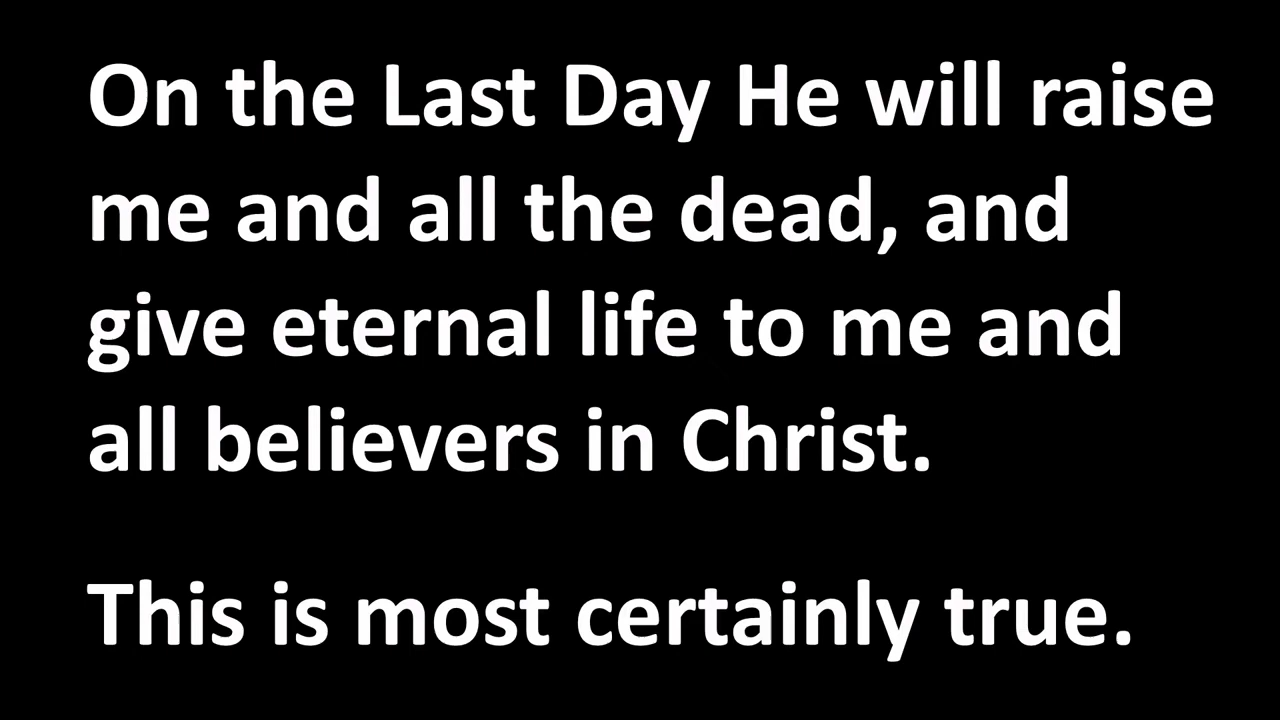 On the Last Day He will raise
me and all the dead, and
give eternal life to me and
all believers in Christ.
This is most certainly true.